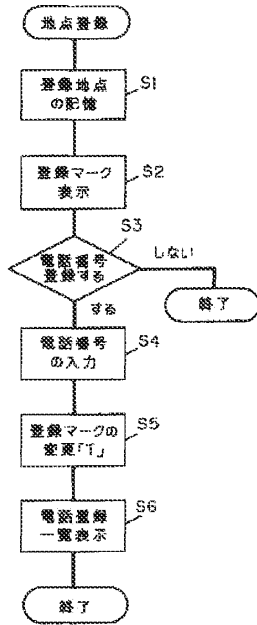 地点登録
登録地点
の記憶
S1
登録マーク
表示
S2
電話番号
登録する
S3
しない
終了
する
電話番号
の入力
S4
登録マークの
変更「T」
S5
電話登録
一覧表示
S6
終了